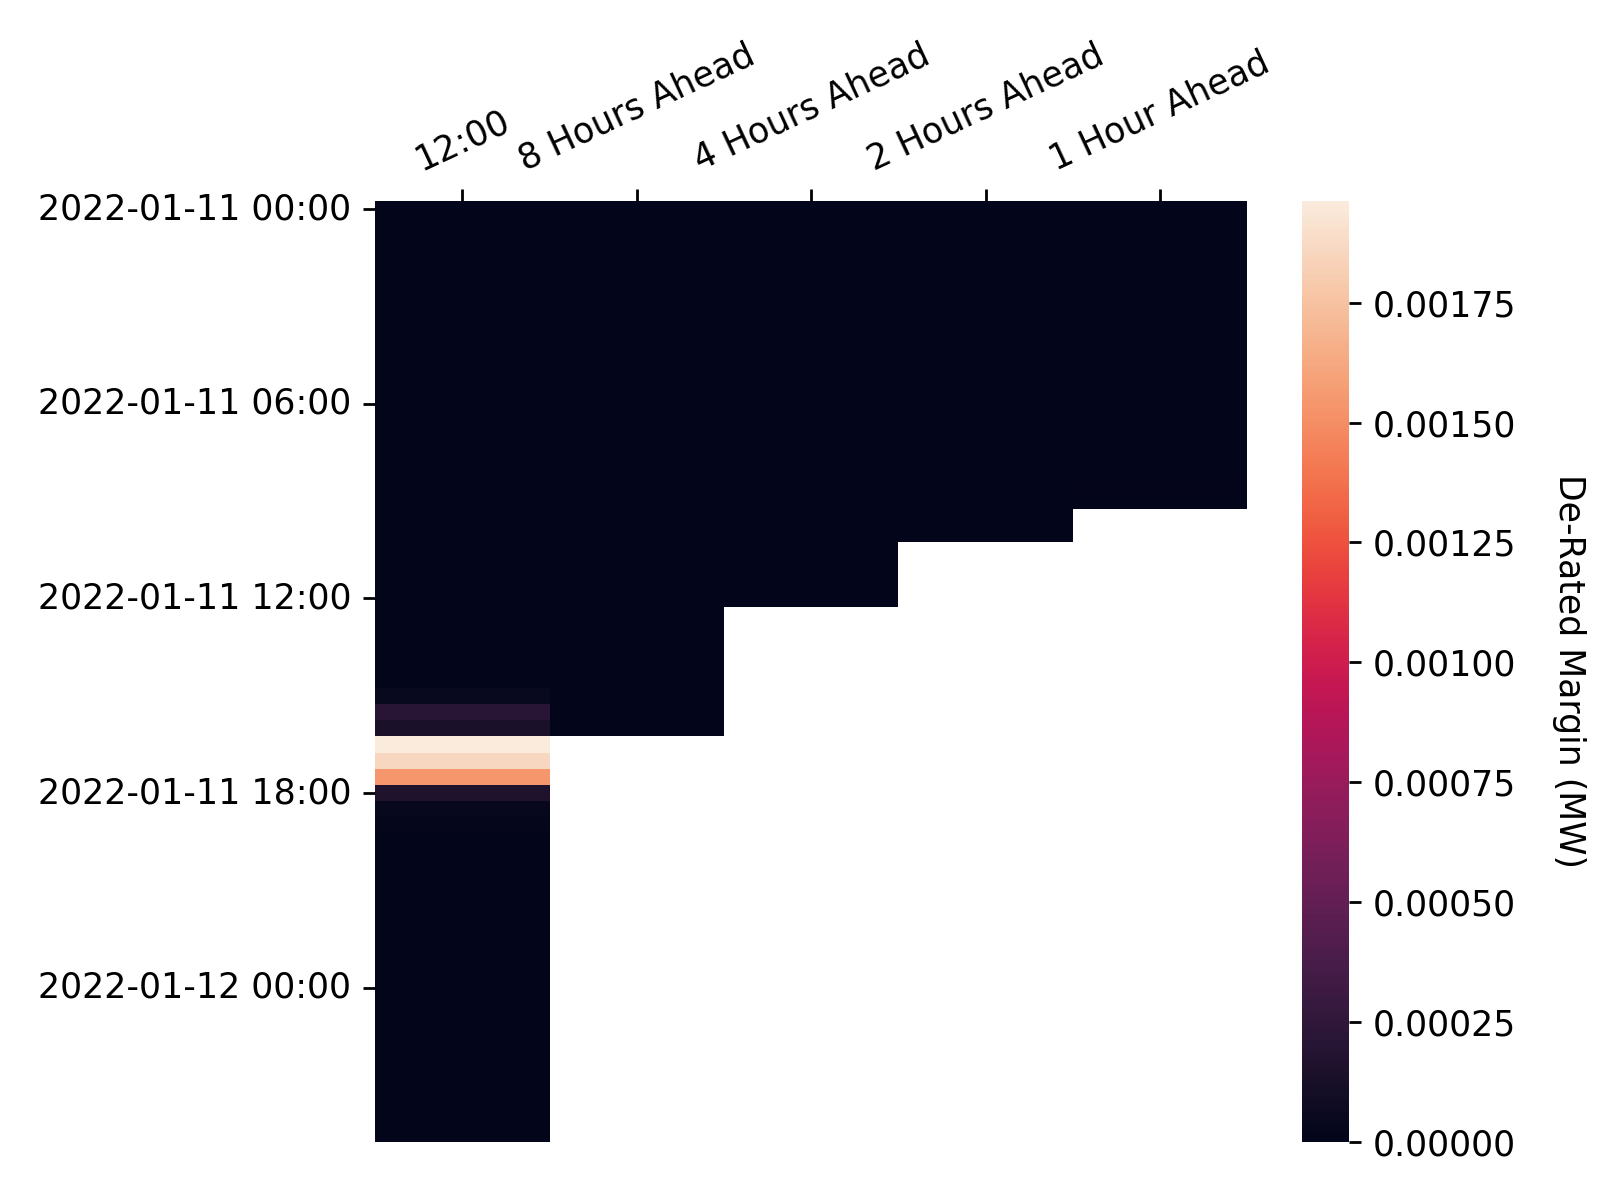 12:00
8 Hours Ahead
4 Hours Ahead
2 Hours Ahead
1 Hour Ahead
2022-01-11 00:00
2022-01-11 06:00
2022-01-11 12:00
2022-01-11 18:00
2022-01-12 00:00
0.00175
0.00150
0.00125
0.00100
0.00075
0.00050
0.00025
0.00000
De-Rated Margin (MW)